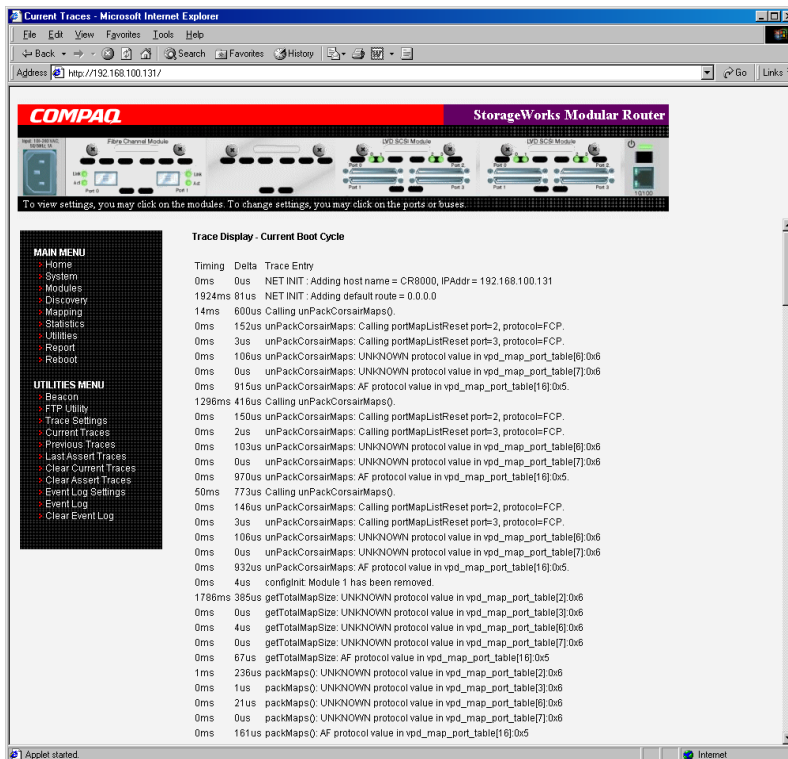 Current Traces - Microsoft Internet Explorer
File Edit View Favorites Tools Help
Back Search Favorites History
Address http://192.168.100.131/ Go Links
COMPAQ StorageWorks Modular Router
Fibre Channel Module LVD SCSI Module LVD SCSI Module
Port 0 Port 1
Port 1 Port 3 Port 1 Port 3 10/100
To view settings, you may click on the modules. To change settings, you may click on the ports or buses.
MAIN MENU
Home
System
Modules
Discovery
Mapping
Statistics
Utilities
Report
Reboot
UTILITIES MENU
Beacon
FTP Utility
Trace Settings
Current Traces
Previous Traces
Last Assert Traces
Clear Current Traces
Clear Assert Traces
Event Log Settings
Event Log
Clear Event Log
Trace Display - Current Boot Cycle
Timing Delta Trace Entry
0ms 0us NET INIT : Adding host name = CR8000, IPAddr = 192.168.100.131
1924ms 81us NET INIT : Adding default route = 0.0.0.0
14ms 600us Calling unPackCorsairMaps().
0ms 152us unPackCorsairMaps: Calling portMapListReset port=2, protocol=FCP.
0ms 3us unPackCorsairMaps: Calling portMapListReset port=3, protocol=FCP.
0ms 106us unPackCorsairMaps: UNKNOWN protocol value in vpd_map_port_table[6]:0x6
0ms 0us unPackCorsairMaps: UNKNOWN protocol value in vpd_map_port_table[7]:0x6
0ms 915us unPackCorsairMaps: AF protocol value in vpd_map_port_table[16]:0x5.
1296ms 416us Calling unPackCorsairMaps().
0ms 150us unPackCorsairMaps: Calling portMapListReset port=2, protocol=FCP.
0ms 2us unPackCorsairMaps: Calling portMapListReset port=3, protocol=FCP.
0ms 103us unPackCorsairMaps: UNKNOWN protocol value in vpd_map_port_table[6]:0x6
0ms 0us unPackCorsairMaps: UNKNOWN protocol value in vpd_map_port_table[7]:0x6
0ms 970us unPackCorsairMaps: AF protocol value in vpd_map_port_table[16]:0x5.
50ms 773us Calling unPackCorsairMaps().
0ms 146us unPackCorsairMaps: Calling portMapListReset port=2, protocol=FCP.
0ms 3us unPackCorsairMaps: Calling portMapListReset port=3, protocol=FCP.
0ms 106us unPackCorsairMaps: UNKNOWN protocol value in vpd_map_port_table[6]:0x6
0ms 0us unPackCorsairMaps: UNKNOWN protocol value in vpd_map_port_table[7]:0x6
0ms 932us unPackCorsairMaps: AF protocol value in vpd_map_port_table[16]:0x5.
0ms 4us configInit: Module 1 has been removed.
1786ms 385us getTotalMapSize: UNKNOWN protocol value in vpd_map_port_table[2]:0x6
0ms 0us getTotalMapSize: UNKNOWN protocol value in vpd_map_port_table[3]:0x6
0ms 4us getTotalMapSize: UNKNOWN protocol value in vpd_map_port_table[6]:0x6
0ms 0us getTotalMapSize: UNKNOWN protocol value in vpd_map_port_table[7]:0x6
0ms 67us getTotalMapSize: AF protocol value in vpd_map_port_table[16]:0x5
1ms 236us packMaps(): UNKNOWN protocol value in vpd_map_port_table[2]:0x6
0ms 1us packMaps(): UNKNOWN protocol value in vpd_map_port_table[3]:0x6
0ms 21us packMaps(): UNKNOWN protocol value in vpd_map_port_table[6]:0x6
0ms 0us packMaps(): UNKNOWN protocol value in vpd_map_port_table[7]:0x6
0ms 161us packMaps(): AF protocol value in vpd_map_port_table[16]:0x5
Applet started. Internet